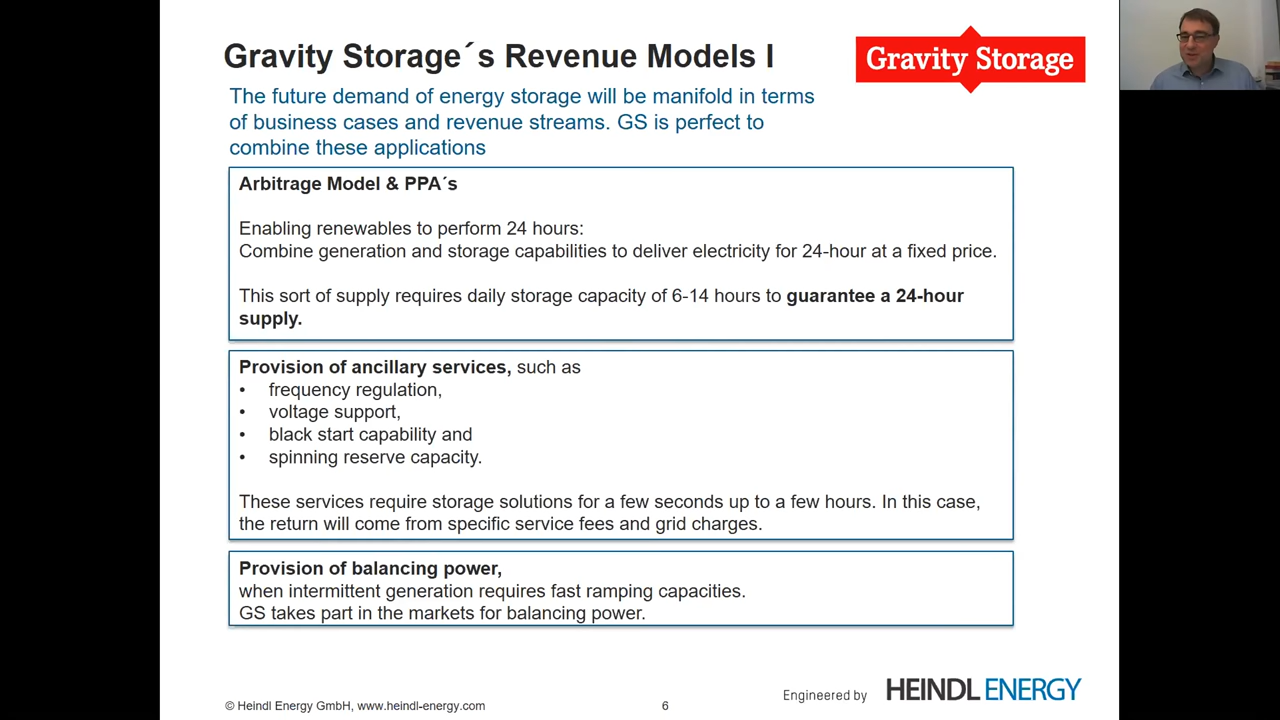 Gravity Storage´s Revenue Models I
Gravity Storage
The future demand of energy storage will be manifold in terms
of business cases and revenue streams. GS is perfect to
combine these applications
Arbitrage Model & PPA´s
Enabling renewables to perform 24 hours:
Combine generation and storage capabilities to deliver electricity for 24-hour at a fixed price.
This sort of supply requires daily storage capacity of 6-14 hours to guarantee a 24-hour
supply.
Provision of ancillary services, such as
• frequency regulation,
• voltage support,
• black start capability and
• spinning reserve capacity.
These services require storage solutions for a few seconds up to a few hours. In this case,
the return will come from specific service fees and grid charges.
Provision of balancing power,
when intermittent generation requires fast ramping capacities.
GS takes part in the markets for balancing power.
© Heindl Energy GmbH, www.heindl-energy.com
6
Engineered by HEINDL ENERGY